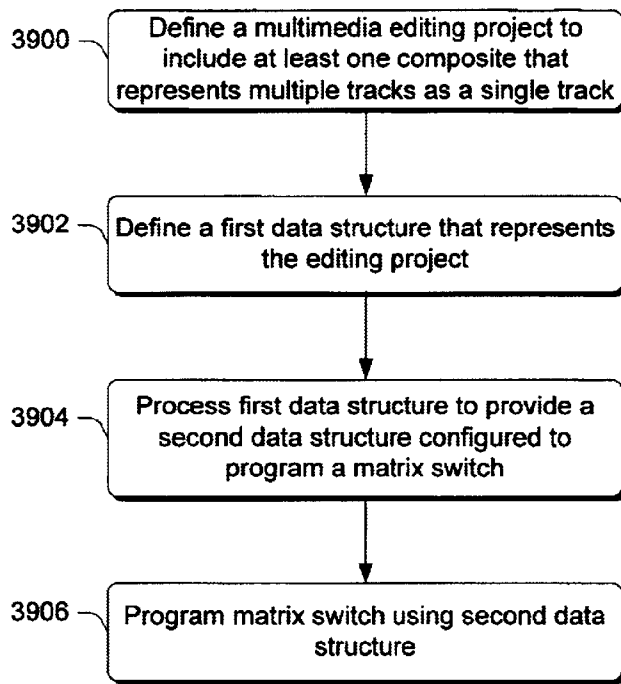 3900
Define a multimedia editing project to
include at least one composite that
represents multiple tracks as a single track
3902
Define a first data structure that represents
the editing project
3904
Process first data structure to provide a
second data structure configured to
program a matrix switch
3906
Program matrix switch using second data
structure